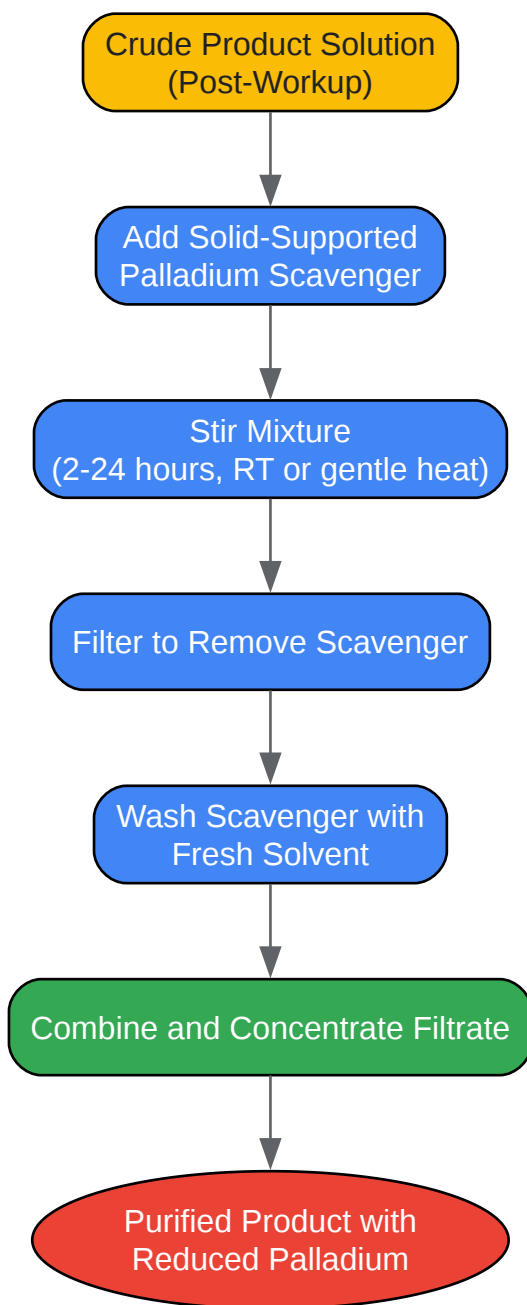 Crude Product Solution
(Post-Workup)
Add Solid-Supported
Palladium Scavenger
Stir Mixture
(2-24 hours, RT or gentle heat)
Filter to Remove Scavenger
Wash Scavenger with
Fresh Solvent
Combine and Concentrate Filtrate
Purified Product with
Reduced Palladium